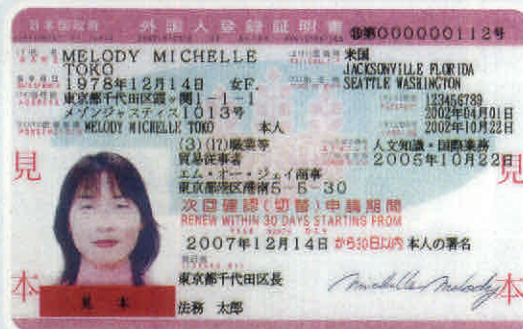 日本国政府 外国人登録証明書 ⑱第000000112号
MELODY MICHELLE
TOKO
米国
1978年12月14日 女F.
JACKSONVILLE FLORIDA
SEATTLE WASHINGTON
東京都千代田区霞ヶ関1-1-1
メゾンジャスティス1013号
123456789
2002年04月01日
MELODY MICHELLE TOKO 本人
2002年10月22日
(3) (17)職業等
人文知識・国際業務
貿易従事者
2005年10月22日
エム・オー・ジェイ商事
東京都港区港南5-5-30
次回確認(切替)申請期間
RENEW WITHIN 30 DAYS STARTING FROM
YEAR MONTH DAY
2007年12月14日 から30日以内 本人の署名
東京都千代田区長
Michelle Melody
法務 太郎
見本
見本
見本